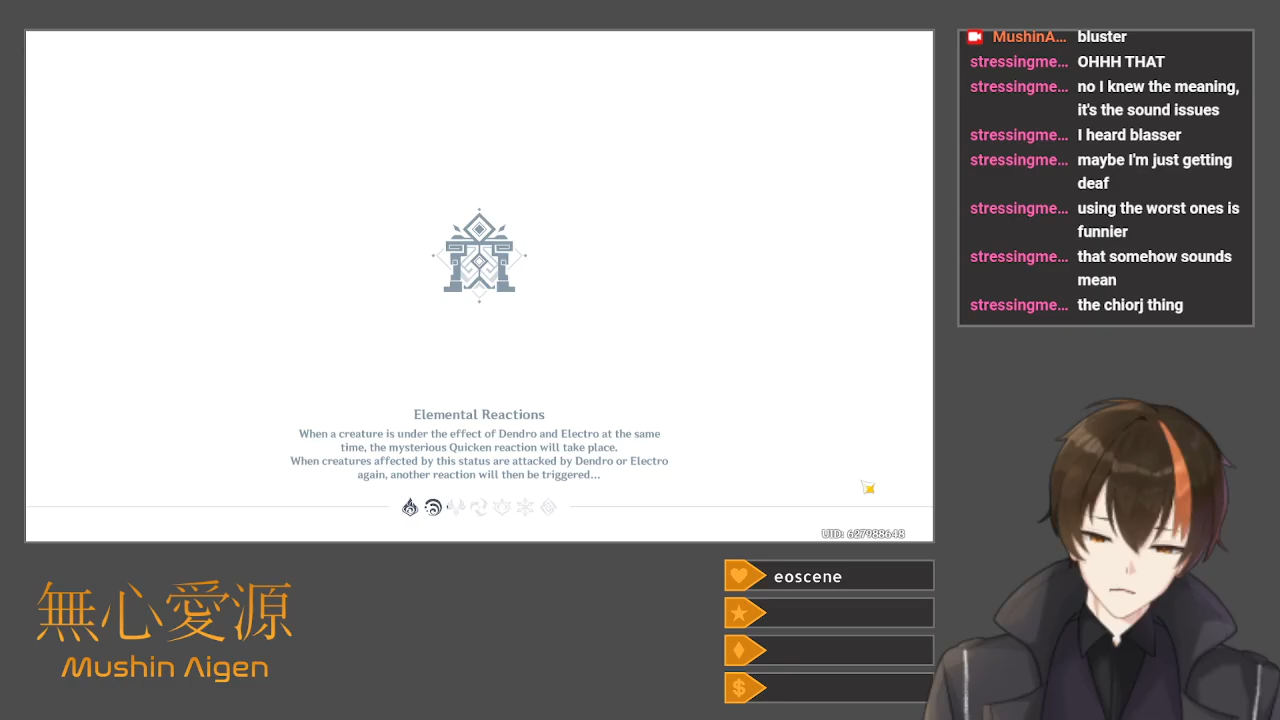 MushinA... bluster
stressingme... OHHH THAT
stressingme... no I knew the meaning,
it's the sound issues
stressingme... I heard blasser
stressingme... maybe I'm just getting
deaf
stressingme... using the worst ones is
funnier
stressingme... that somehow sounds
mean
stressingme... the chiorj thing
Elemental Reactions
When a creature is under the effect of Dendro and Electro at the same
time, the mysterious Quicken reaction will take place.
When creatures affected by this status are attacked by Dendro or Electro
again, another reaction will then be triggered...
UID: 627988648
無心愛源
Mushin Aigen
eoscene